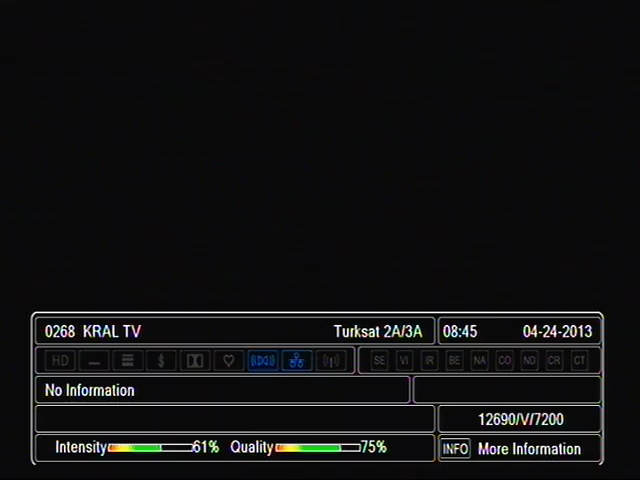 0268 KRAL TV Turksat 2A/3A 08:45 04-24-2013
HD $ SE VI IR BE NA CO ND CR CT
No Information
12690/V/7200
Intensity 61% Quality 75% INFO More Information